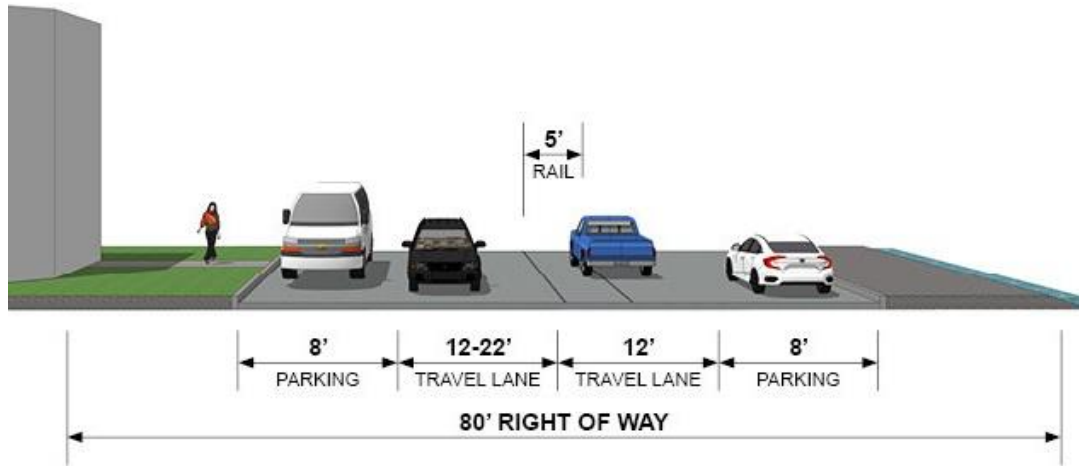 5’
RAIL
8’
PARKING
12-22’
TRAVEL LANE
12’
TRAVEL LANE
8’
PARKING
80’ RIGHT OF WAY